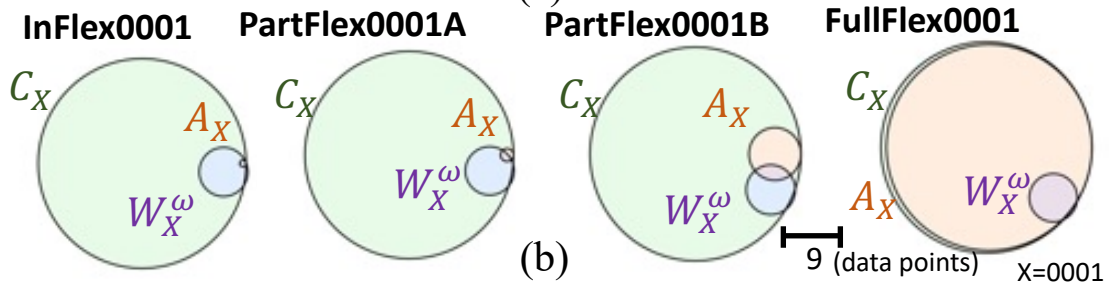 InFlex0001 PartFlex0001A PartFlex0001B FullFlex0001
C_X C_X C_X C_X
A_X A_X A_X
W_X^ω W_X^ω W_X^ω A_X W_X^ω
(b) 9 (data points) X=0001